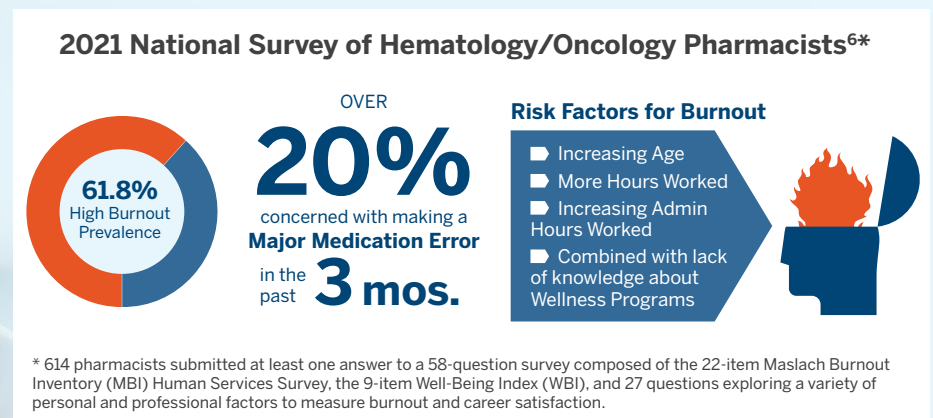 2021 National Survey of Hematology/Oncology Pharmacists⁶*
61.8%
High Burnout
Prevalence
OVER
20%
concerned with making a
Major Medication Error
in the
past
3 mos.
Risk Factors for Burnout
Increasing Age
More Hours Worked
Increasing Admin
Hours Worked
Combined with lack
of knowledge about
Wellness Programs
* 614 pharmacists submitted at least one answer to a 58-question survey composed of the 22-item Maslach Burnout
Inventory (MBI) Human Services Survey, the 9-item Well-Being Index (WBI), and 27 questions exploring a variety of
personal and professional factors to measure burnout and career satisfaction.